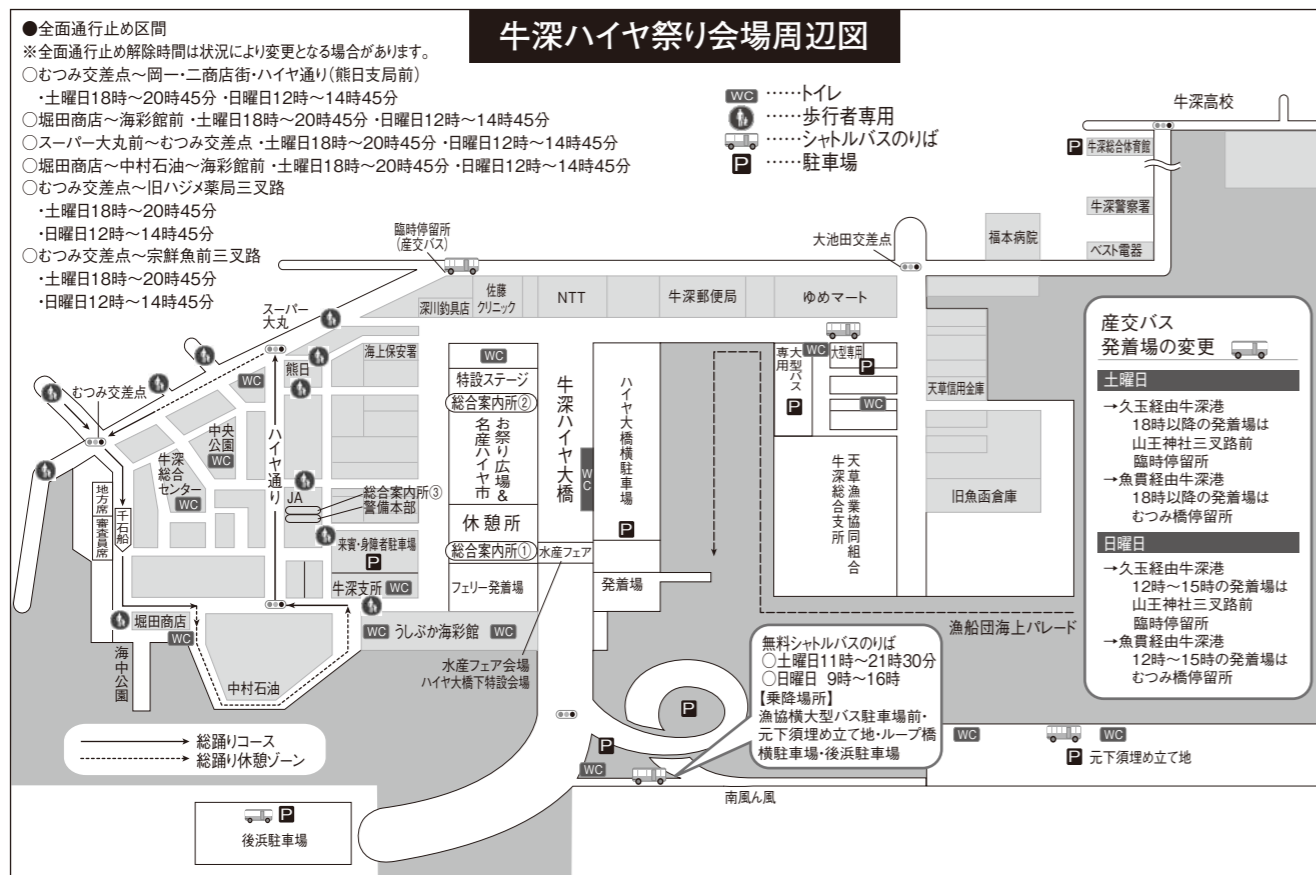 牛深ハイヤ祭り会場周辺図
●全面通行止め区間
※全面通行止め解除時間は状況により変更となる場合があります。
○むつみ交差点～岡一・二商店街・ハイヤ通り(熊日支局前)
・土曜日18時～20時45分 ・日曜日12時～14時45分
○堀田商店～海彩館前 ・土曜日18時～20時45分 ・日曜日12時～14時45分
○スーパー大丸前～むつみ交差点 ・土曜日18時～20時45分 ・日曜日12時～14時45分
○堀田商店～中村石油～海彩館前 ・土曜日18時～20時45分 ・日曜日12時～14時45分
○むつみ交差点～旧ハジメ薬局三叉路
・土曜日18時～20時45分
・日曜日12時～14時45分
○むつみ交差点～宗鮮魚前三叉路
・土曜日18時～20時45分
・日曜日12時～14時45分
WC ……トイレ
……歩行者専用
……シャトルバスのりば
P ……駐車場
牛深高校
P 牛深総合体育館
牛深警察署
ベスト電器
福本病院
大池田交差点
臨時停留所
(産交バス)
スーパー
大丸
深川釣具店
佐藤
クリニック
NTT
牛深郵便局
ゆめマート
海上保安署
熊日
WC
むつみ交差点
中央
公園
WC
牛深
総合
センター
WC
ハイヤ通り
地方席
審査員席
千石船
JA
総合案内所③
警備本部
来賓・身障者駐車場
P
牛深支所 WC
堀田商店
WC
海中公園
中村石油
WC
特設ステージ
総合案内所②
お祭り広場&
名産ハイヤ市
休憩所
総合案内所①
フェリー発着場
牛深ハイヤ大橋
WC
水産フェア
ハイヤ大橋横駐車場
P
発着場
WC うしぶか海彩館 WC
水産フェア会場
ハイヤ大橋下特設会場
大型バス
専用
P
WC
大型専用
P
WC
天草漁業協同組合
牛深総合支所
天草信用金庫
旧魚函倉庫
漁船団海上パレード
産交バス
発着場の変更
土曜日
→久玉経由牛深港
18時以降の発着場は
山王神社三叉路前
臨時停留所
→魚貫経由牛深港
18時以降の発着場は
むつみ橋停留所
日曜日
→久玉経由牛深港
12時～15時の発着場は
山王神社三叉路前
臨時停留所
→魚貫経由牛深港
12時～15時の発着場は
むつみ橋停留所
無料シャトルバスのりば
○土曜日11時～21時30分
○日曜日 9時～16時
【乗降場所】
漁協横大型バス駐車場前・
元下須埋め立て地・ループ橋
横駐車場・後浜駐車場
P
P
WC
南風ん風
WC
WC
P 元下須埋め立て地
総踊りコース
総踊り休憩ゾーン
P
後浜駐車場